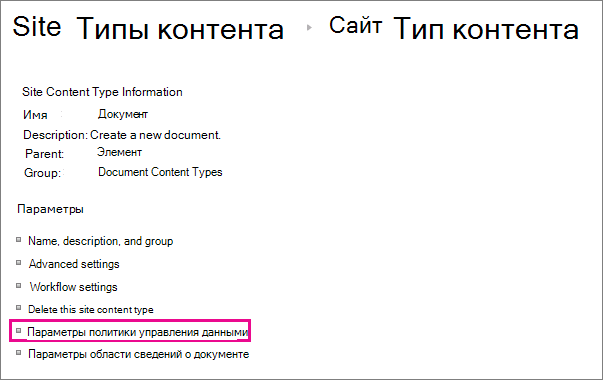 Site Типы контента Сайт Тип контента
Site Content Type Information
Имя : Документ
Description: Create a new document.
Parent: Элемент
Group: Document Content Types
Параметры
Name, description, and group
Advanced settings
Workflow settings
Delete this site content type
Параметры политики управления данными
Параметры области сведений о документе